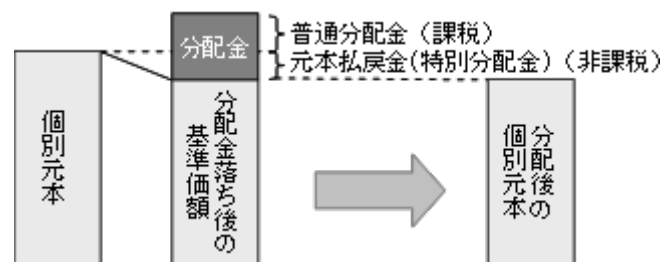 分配金
普通分配金（課税）
元本払戻金(特別分配金)（非課税）
個別元本
分配金落ち後の
基準価額
分配後の
個別元本